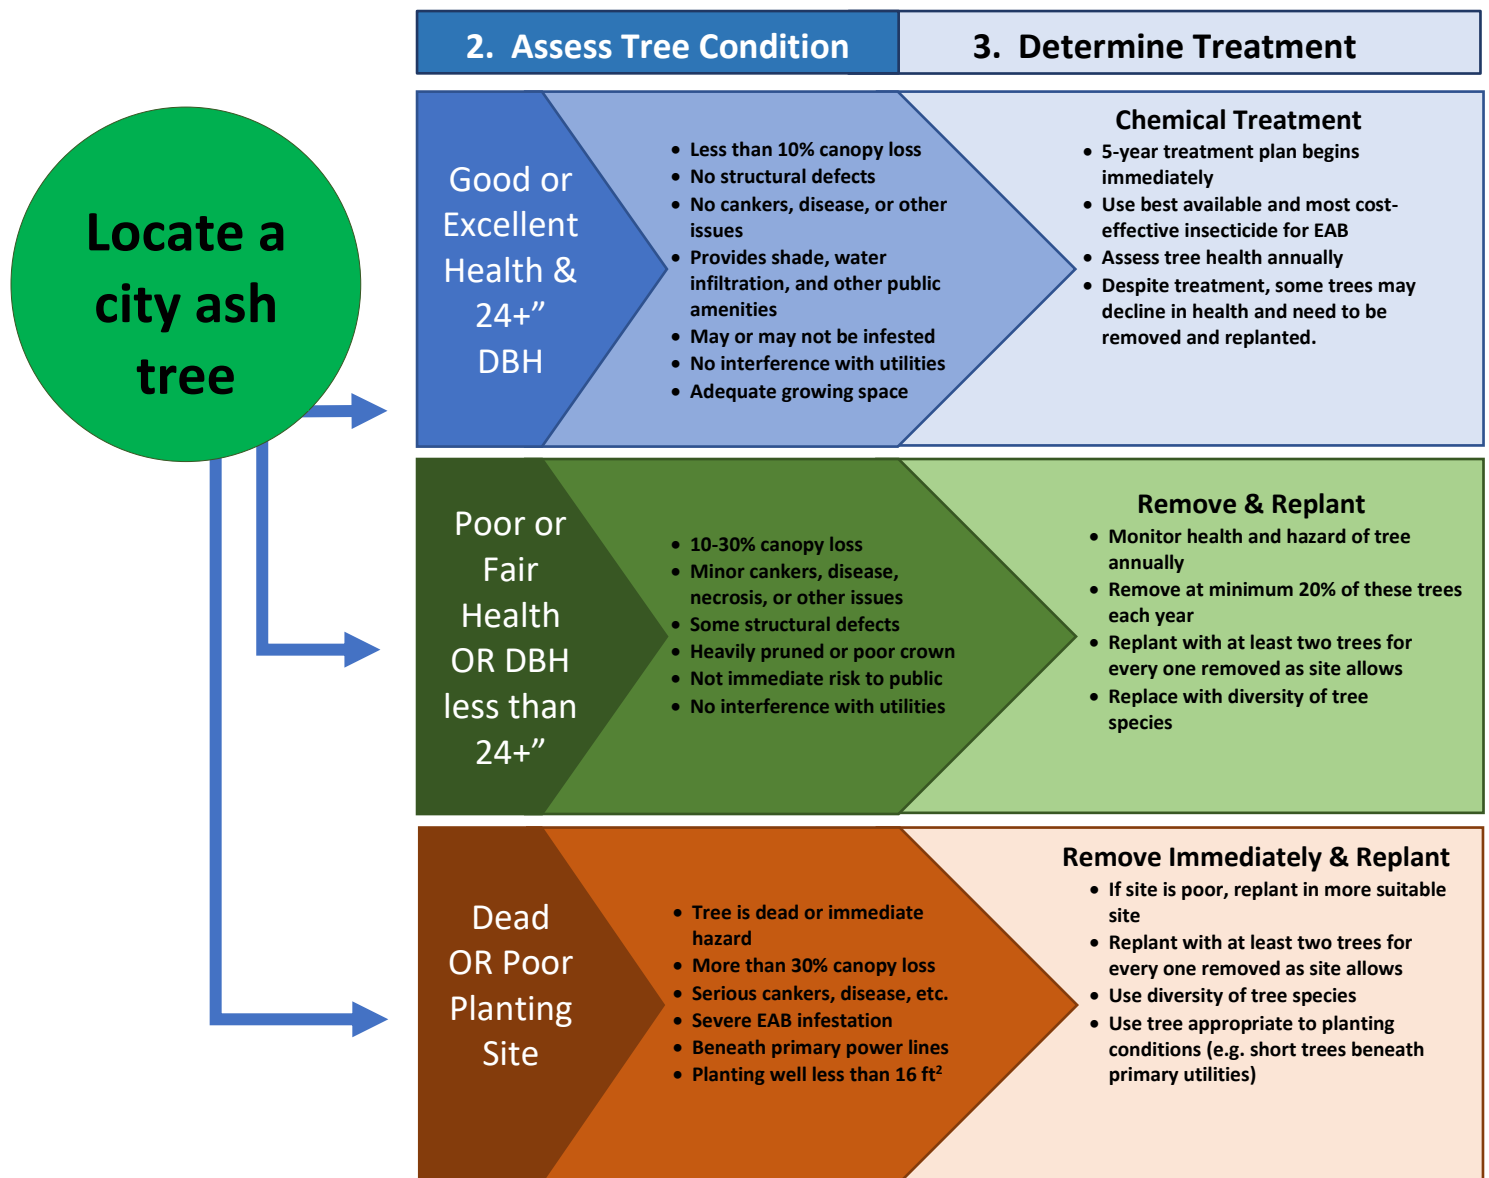 2. Assess Tree Condition
3. Determine Treatment
Locate a
city ash
tree
Good or
Excellent
Health &
24+”
DBH
• Less than 10% canopy loss
• No structural defects
• No cankers, disease, or other
issues
• Provides shade, water
infiltration, and other public
amenities
• May or may not be infested
• No interference with utilities
• Adequate growing space
Chemical Treatment
• 5-year treatment plan begins
immediately
• Use best available and most cost-
effective insecticide for EAB
• Assess tree health annually
• Despite treatment, some trees may
decline in health and need to be
removed and replanted.
Poor or
Fair
Health
OR DBH
less than
24+”
• 10-30% canopy loss
• Minor cankers, disease,
necrosis, or other issues
• Some structural defects
• Heavily pruned or poor crown
• Not immediate risk to public
• No interference with utilities
Remove & Replant
• Monitor health and hazard of tree
annually
• Remove at minimum 20% of these trees
each year
• Replant with at least two trees for
every one removed as site allows
• Replace with diversity of tree
species
Dead
OR Poor
Planting
Site
• Tree is dead or immediate
hazard
• More than 30% canopy loss
• Serious cankers, disease, etc.
• Severe EAB infestation
• Beneath primary power lines
• Planting well less than 16 ft²
Remove Immediately & Replant
• If site is poor, replant in more suitable
site
• Replant with at least two trees for
every one removed as site allows
• Use diversity of tree species
• Use tree appropriate to planting
conditions (e.g. short trees beneath
primary utilities)